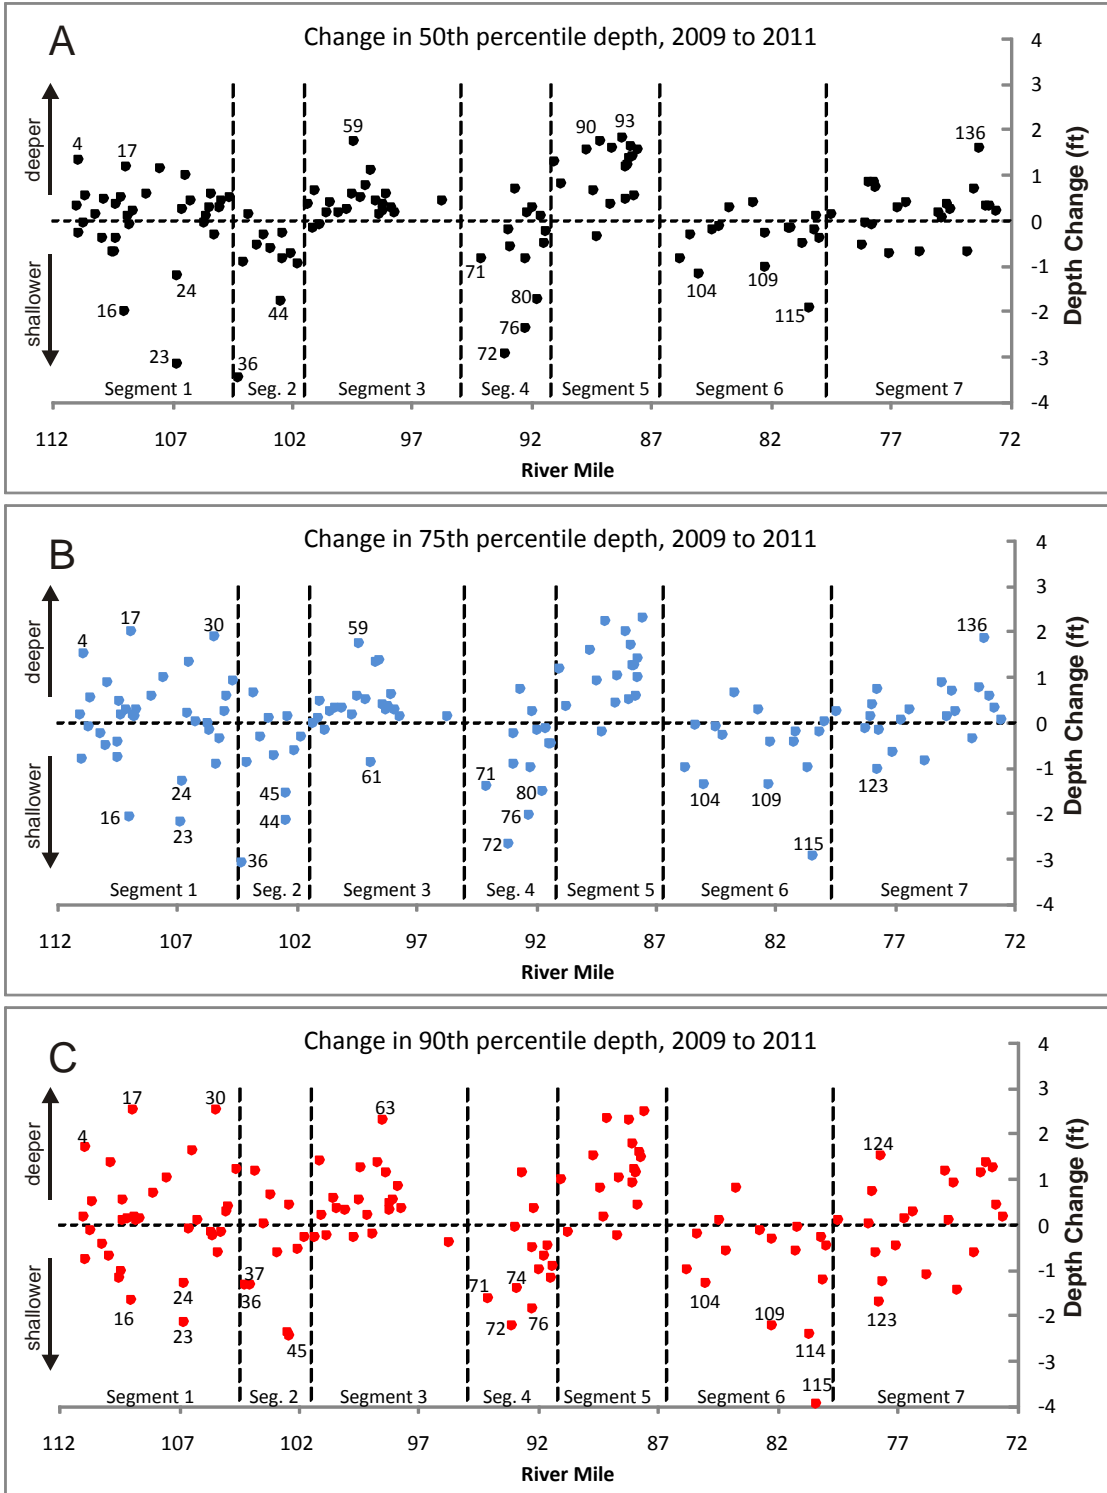 A
Change in 50th percentile depth, 2009 to 2011
deeper
shallower
4 17 59 90 93 136
24 16 23 36 44 71 80 76 72 104 109 115
Segment 1 Seg. 2 Segment 3 Seg. 4 Segment 5 Segment 6 Segment 7
4
3
2
1
0
-1
-2
-3
-4
Depth Change (ft)
112 107 102 97 92 87 82 77 72
River Mile
B
Change in 75th percentile depth, 2009 to 2011
deeper
shallower
4 17 30 59 136
24 16 23 36 45 44 61 71 80 76 72 104 109 115 123
Segment 1 Seg. 2 Segment 3 Seg. 4 Segment 5 Segment 6 Segment 7
4
3
2
1
0
-1
-2
-3
-4
Depth Change (ft)
112 107 102 97 92 87 82 77 72
River Mile
C
Change in 90th percentile depth, 2009 to 2011
deeper
shallower
4 17 30 63 124
24 16 23 37 36 45 71 74 72 76 104 109 114 115 123
Segment 1 Seg. 2 Segment 3 Seg. 4 Segment 5 Segment 6 Segment 7
4
3
2
1
0
-1
-2
-3
-4
Depth Change (ft)
112 107 102 97 92 87 82 77 72
River Mile